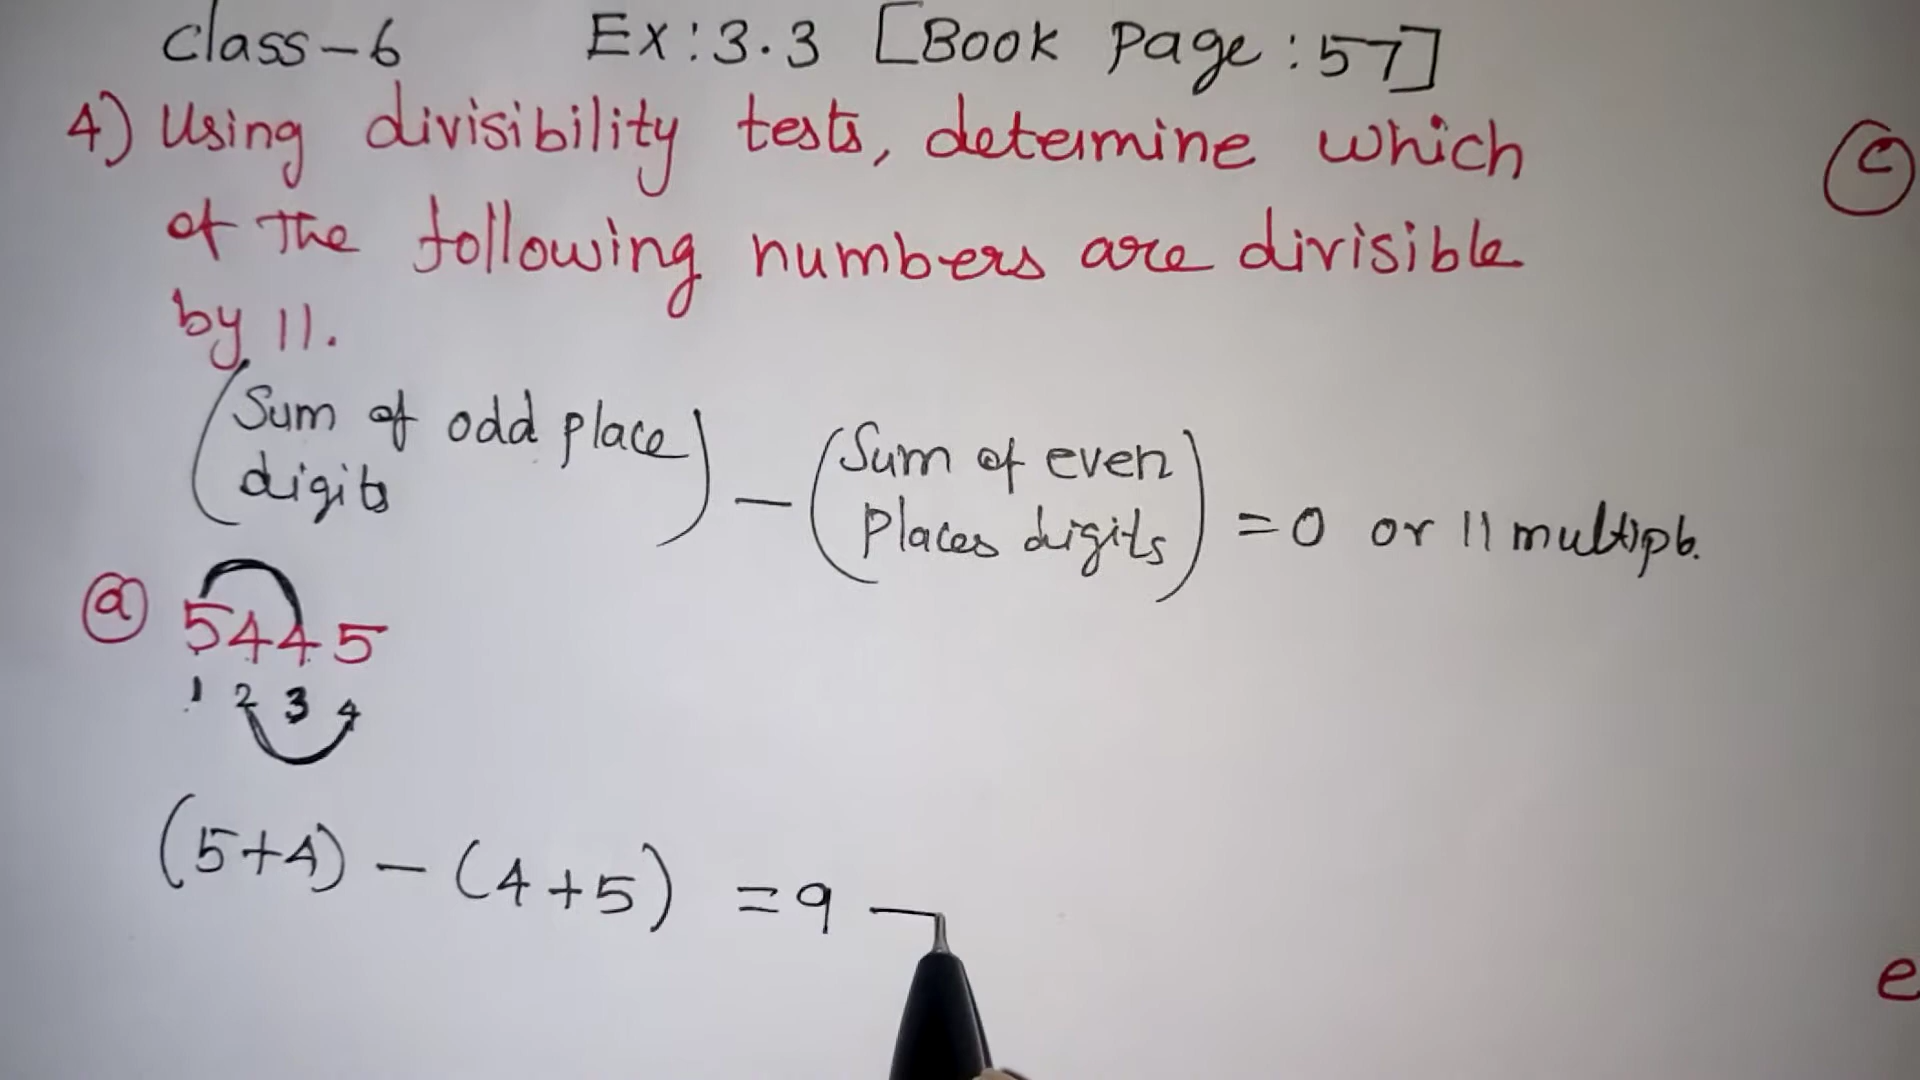 Class-6 Ex:3.3 [Book Page:57]
4) Using divisibility tests, determine which
of the following numbers are divisible
by 11.
(Sum of odd place digits) - (Sum of even Places digits) = 0 or 11 multiple.
(a) 5445
1 2 3 4
(5+4) - (4+5) = 9 -
(c)
e